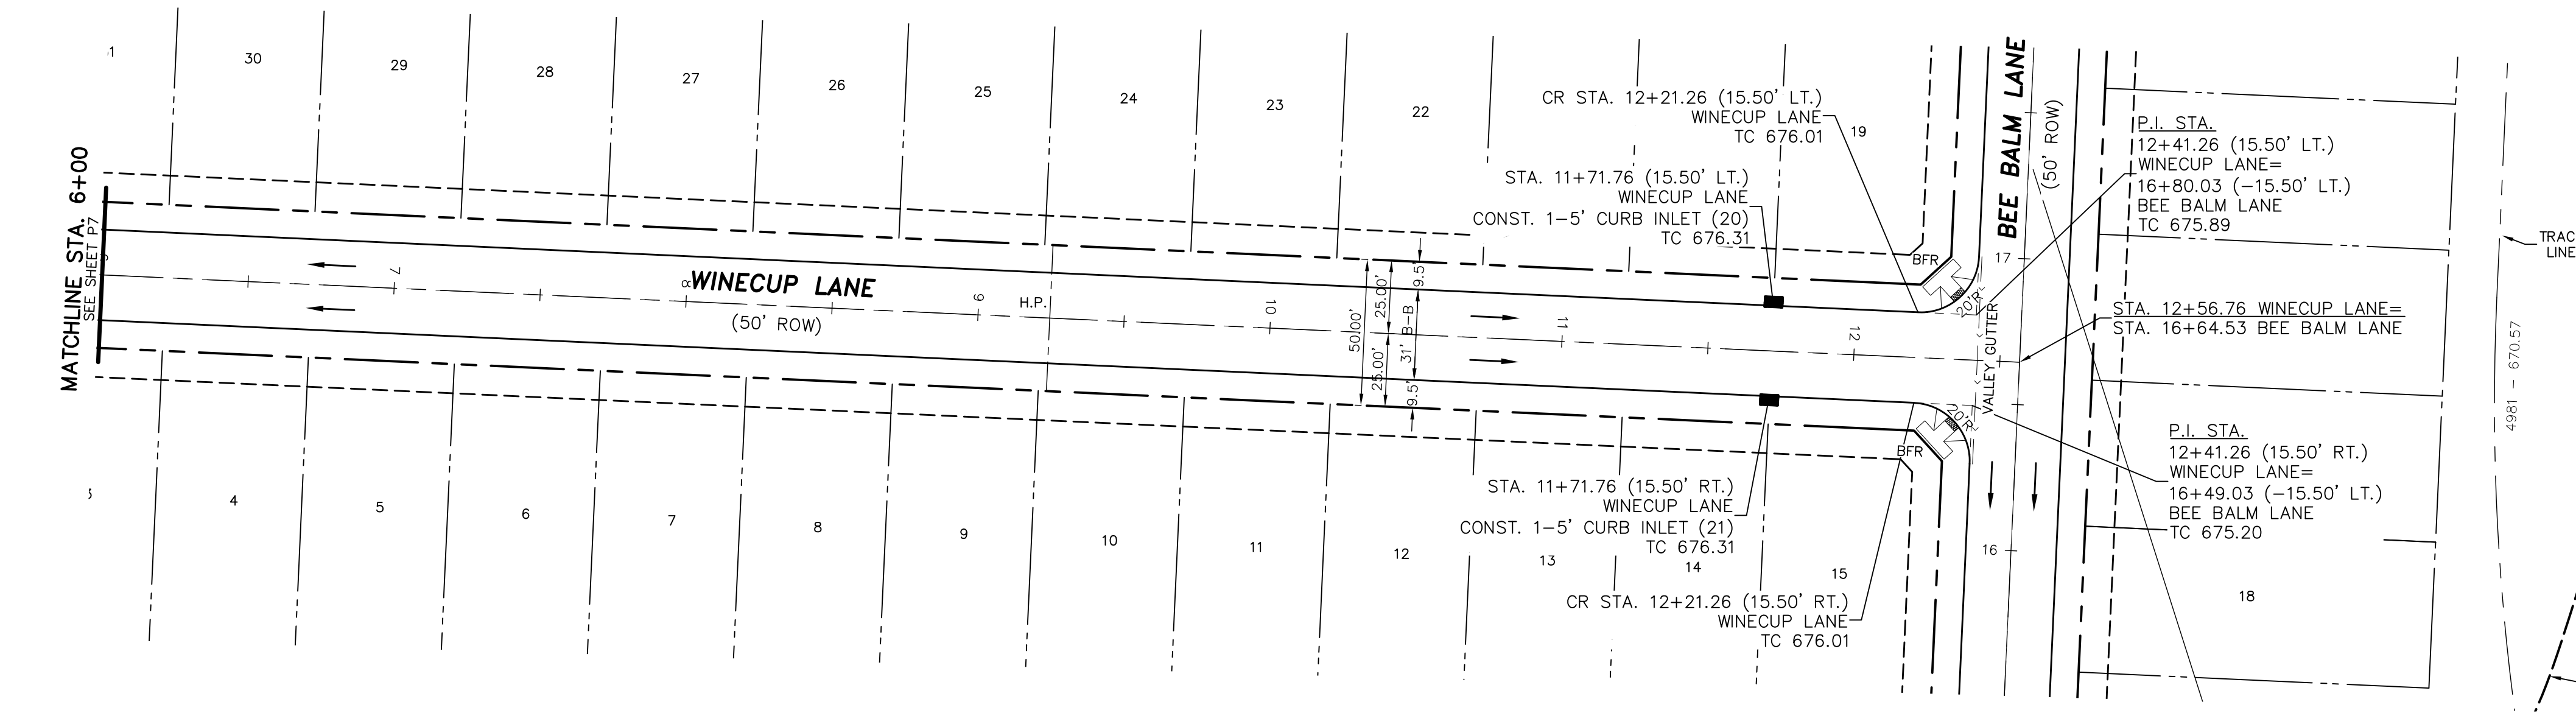 30
29
28
27
26
25
24
23
22
19
CR STA. 12+21.26 (15.50' LT.)
WINECUP LANE
TC 676.01
STA. 11+71.76 (15.50' LT.)
WINECUP LANE
CONST. 1-5' CURB INLET (20)
TC 676.31
MATCHLINE STA. 6+00
SEE SHEET P7
7
WINECUP LANE
(50' ROW)
9
H.P.
10
50.00'
25.00'
25.00'
9.5'
31' B-B
9.5'
11
12
BFR
20'R
BEE BALM LANE
(50' ROW)
17
VALLEY GUTTER
20'R
BFR
16
P.I. STA.
12+41.26 (15.50' LT.)
WINECUP LANE=
16+80.03 (-15.50' LT.)
BEE BALM LANE
TC 675.89
STA. 12+56.76 WINECUP LANE=
STA. 16+64.53 BEE BALM LANE
P.I. STA.
12+41.26 (15.50' RT.)
WINECUP LANE=
16+49.03 (-15.50' LT.)
BEE BALM LANE
TC 675.20
4981 - 670.57
LINE
18
4
5
6
7
8
9
10
11
12
13
14
15
STA. 11+71.76 (15.50' RT.)
WINECUP LANE
CONST. 1-5' CURB INLET (21)
TC 676.31
CR STA. 12+21.26 (15.50' RT.)
WINECUP LANE
TC 676.01